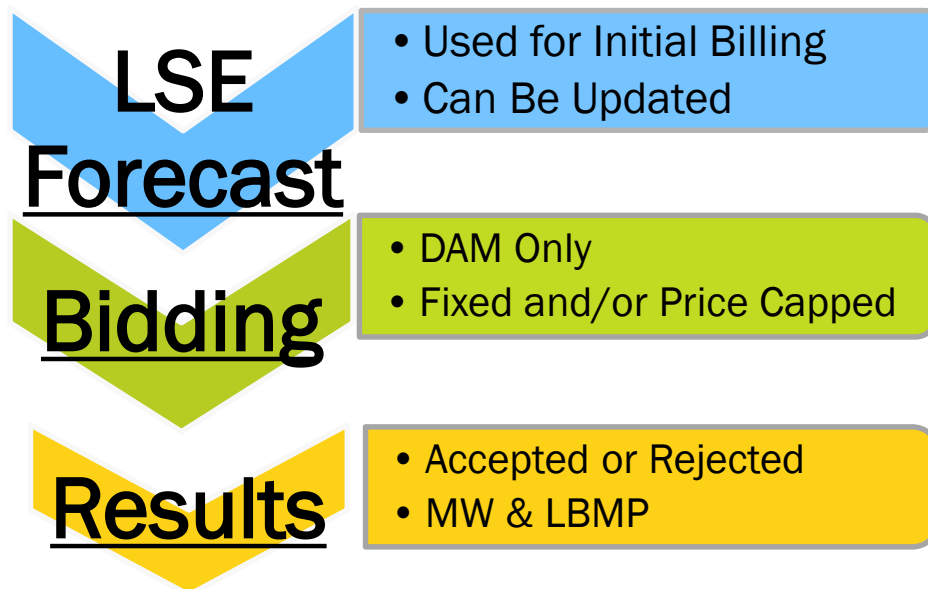 LSE
Forecast
• Used for Initial Billing
• Can Be Updated
Bidding
• DAM Only
• Fixed and/or Price Capped
Results
• Accepted or Rejected
• MW & LBMP